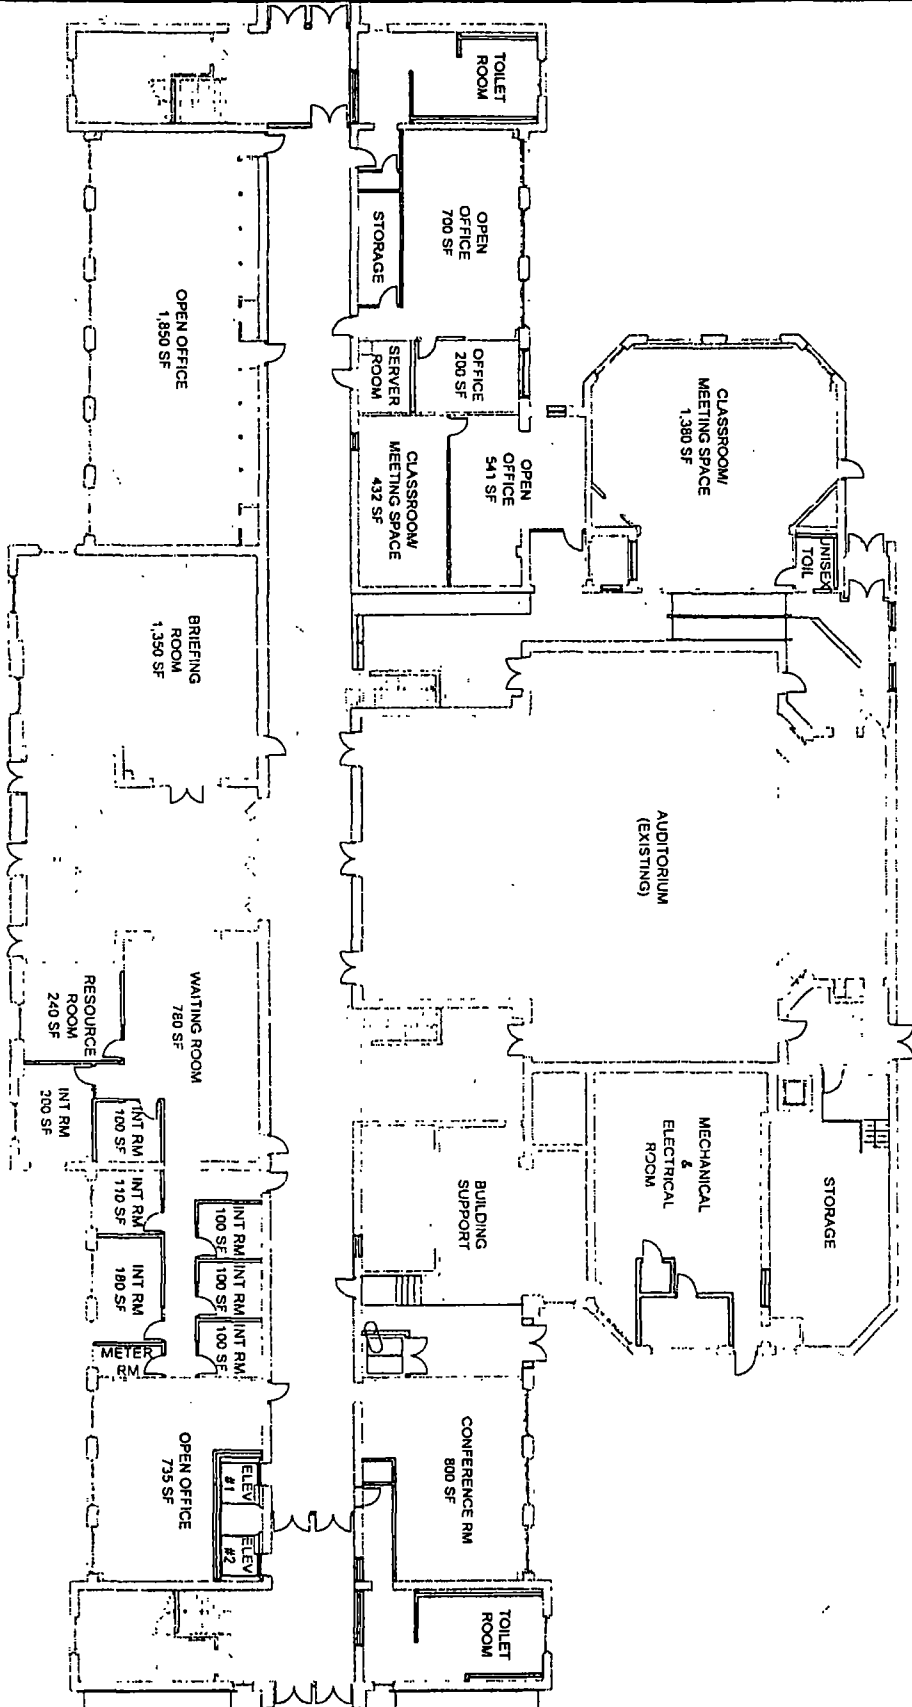 TOILET
ROOM
OPEN
OFFICE
700 SF
STORAGE
OPEN OFFICE
1,850 SF
SERVER
ROOM
OFFICE
200 SF
CLASSROOM/
MEETING SPACE
1,380 SF
OPEN
OFFICE
541 SF
CLASSROOM/
MEETING SPACE
432 SF
UNISEX
TOIL
BRIEFING
ROOM
1,350 SF
AUDITORIUM
(EXISTING)
WAITING ROOM
780 SF
RESOURCE
ROOM
240 SF
INT RM
200 SF
INT RM
100 SF
INT RM
110 SF
INT RM
180 SF
METER
RM
INT RM
100 SF
INT RM
100 SF
INT RM
100 SF
BUILDING
SUPPORT
MECHANICAL
&
ELECTRICAL
ROOM
STORAGE
OPEN OFFICE
735 SF
ELEV
#1
ELEV
#2
CONFERENCE RM
800 SF
TOILET
ROOM